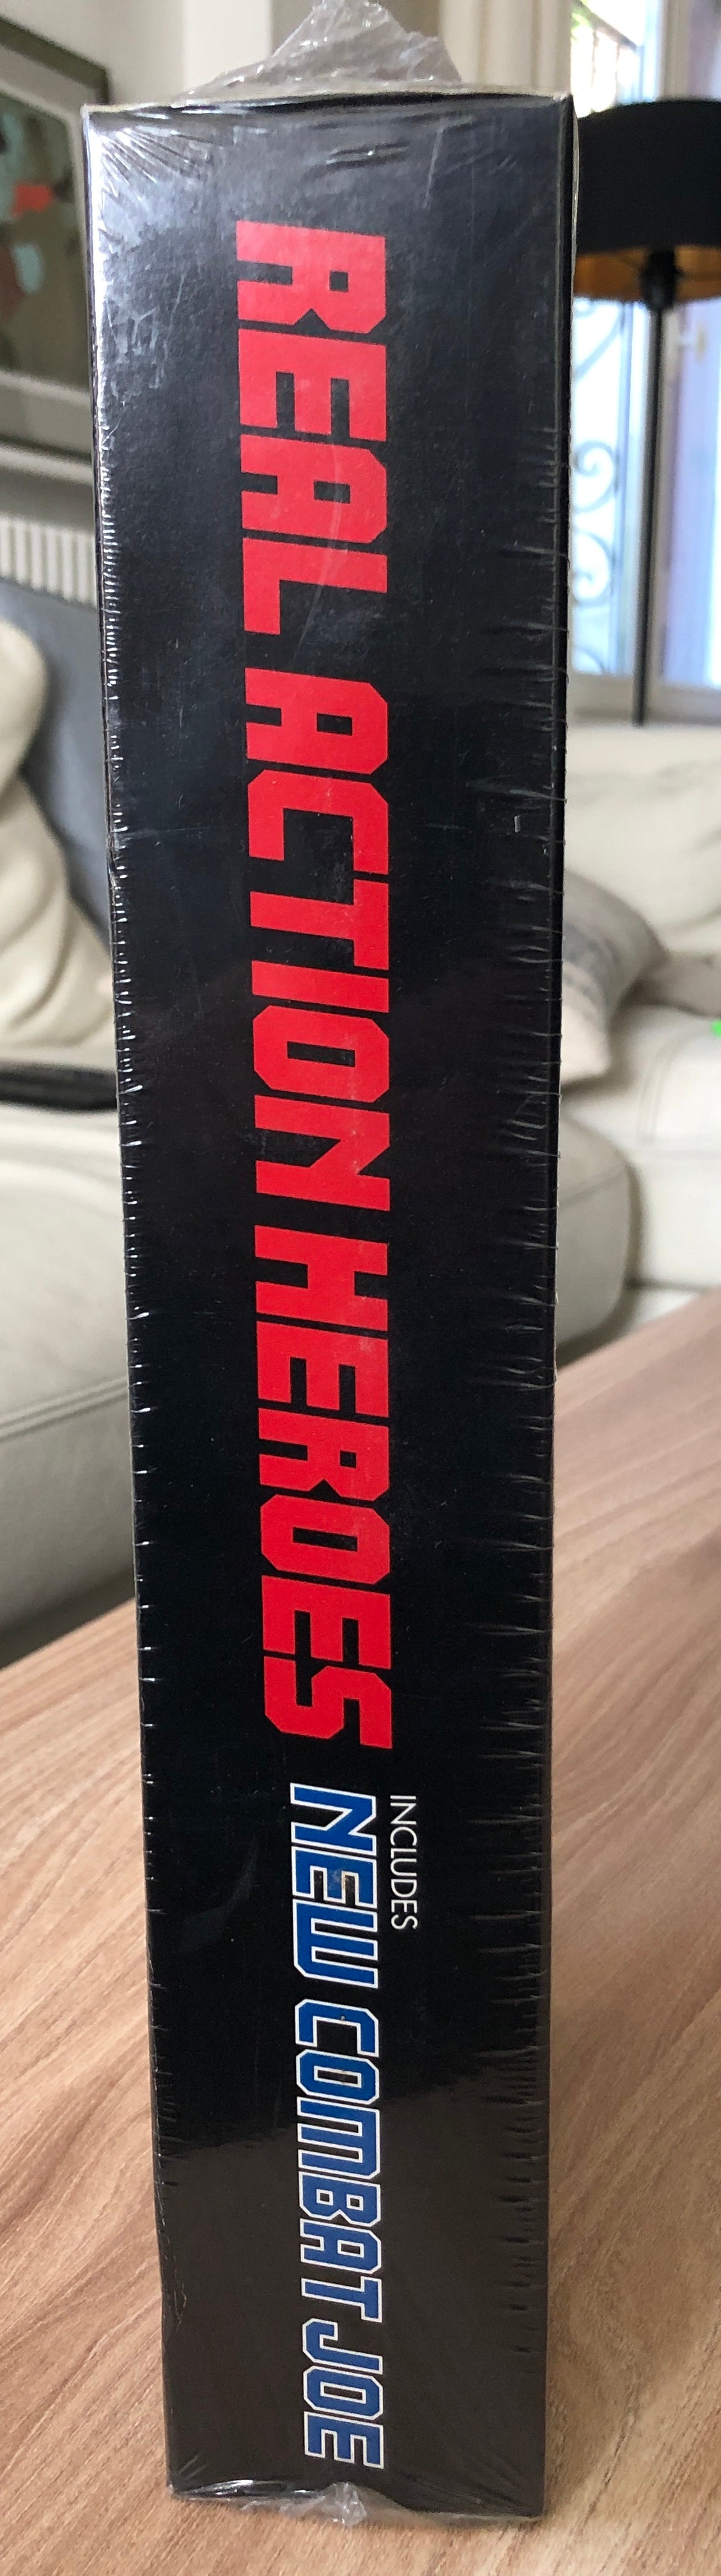 REAL ACTION HEROES
INCLUDES
NEW COMBAT JOE